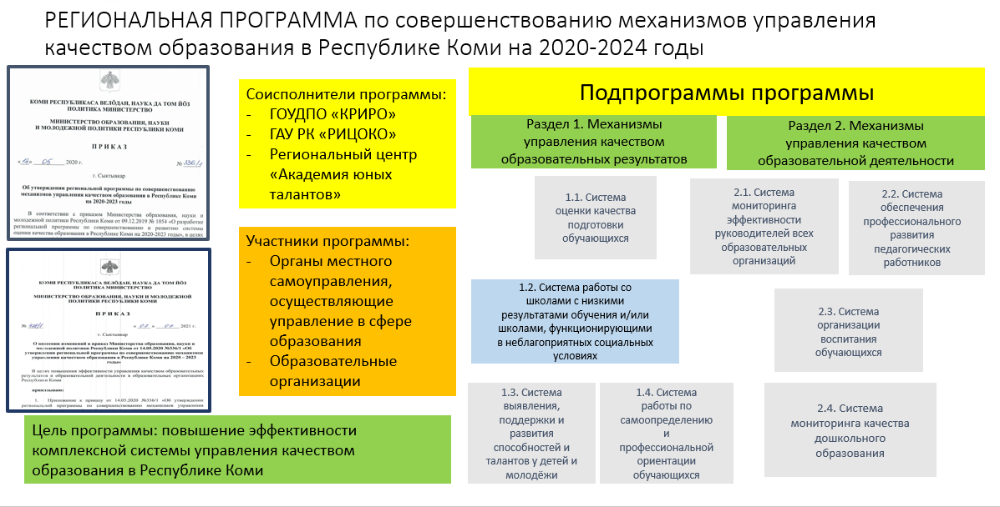 РЕГИОНАЛЬНАЯ ПРОГРАММА по совершенствованию механизмов управления
качеством образования в Республике Коми на 2020-2024 годы
КОМИ РЕСПУБЛИКАСА ВЕЛӦДАН, НАУКА ДА ТОМ ЙӦЗ
ПОЛИТИКА МИНИСТЕРСТВО
МИНИСТЕРСТВО ОБРАЗОВАНИЯ, НАУКИ
И МОЛОДЕЖНОЙ ПОЛИТИКИ РЕСПУБЛИКИ КОМИ
П Р И К А З
«14» 05 2020 г. № 336/1
г. Сыктывкар
Об утверждении региональной программы по совершенствованию
механизмов управления качеством образования в Республике Коми
на 2020-2023 годы
В соответствии с приказом Министерства образования, науки и
молодежной политики Республики Коми от 09.12.2019 № 1054 «О разработке
региональной программы по совершенствованию и развитию системы
оценки качества образования в Республике Коми на 2020-2023 годы», в целях
КОМИ РЕСПУБЛИКАСА ВЕЛӦДАН, НАУКА ДА ТОМ ЙӦЗ
ПОЛИТИКА МИНИСТЕРСТВО
МИНИСТЕРСТВО ОБРАЗОВАНИЯ, НАУКИ И МОЛОДЕЖНОЙ
ПОЛИТИКИ РЕСПУБЛИКИ КОМИ
П Р И К А З
№ « 07 » 07 2021 г.
г. Сыктывкар
О внесении изменений в приказ Министерства образования, науки и
молодежной политики Республики Коми от 14.05.2020 №336/1 «Об
утверждении региональной программы по совершенствованию механизмов
управления качеством образования в Республике Коми на 2020 – 2023
годы»
В целях повышения эффективности управления качеством образовательных
результатов и образовательной деятельности в образовательных организациях
Республики Коми
приказываю:
1. Приложение к приказу от 14.05.2020 №336/1 «Об утверждении
региональной программы по совершенствованию механизмов управления
Соисполнители программы:
- ГОУДПО «КРИРО»
- ГАУ РК «РИЦОКО»
- Региональный центр
«Академия юных
талантов»
Участники программы:
- Органы местного
самоуправления,
осуществляющие
управление в сфере
образования
- Образовательные
организации
Цель программы: повышение эффективности
комплексной системы управления качеством
образования в Республике Коми
Подпрограммы программы
Раздел 1. Механизмы
управления качеством
образовательных результатов
Раздел 2. Механизмы
управления качеством
образовательной деятельности
1.1. Система
оценки качества
подготовки
обучающихся
2.1. Система
мониторинга
эффективности
руководителей всех
образовательных
организаций
2.2. Система
обеспечения
профессионального
развития
педагогических
работников
1.2. Система работы со
школами с низкими
результатами обучения и/или
школами, функционирующими
в неблагоприятных социальных
условиях
2.3. Система
организации
воспитания
обучающихся
1.3. Система
выявления,
поддержки и
развития
способностей и
талантов у детей и
молодёжи
1.4. Система
работы по
самоопределению
и
профессиональной
ориентации
обучающихся
2.4. Система
мониторинга качества
дошкольного
образования